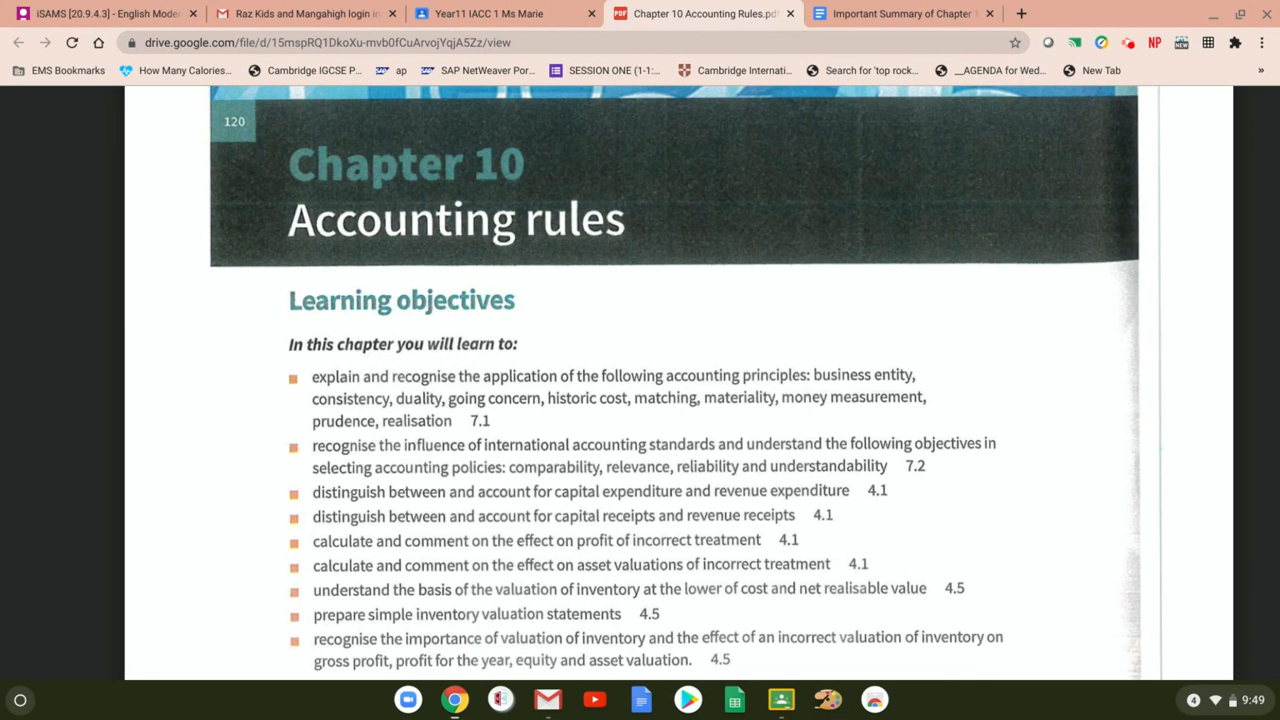 iSAMS [20.9.4.3] - English Moder
Raz Kids and Mangahigh login in
Year11 IACC 1 Ms Marie
PDF Chapter 10 Accounting Rules.pdf
Important Summary of Chapter 1
drive.google.com/file/d/15mspRQ1DkoXu-mvb0fCuArvojYqjA5Zz/view
NP
EMS Bookmarks
How Many Calories...
Cambridge IGCSE P...
SAP ap
SAP SAP NetWeaver Por...
SESSION ONE (1-1:...
Cambridge Internati...
Search for 'top rock...
__AGENDA for Wed...
New Tab
»
120
Chapter 10
Accounting rules
Learning objectives
In this chapter you will learn to:
explain and recognise the application of the following accounting principles: business entity,
consistency, duality, going concern, historic cost, matching, materiality, money measurement,
prudence, realisation 7.1
recognise the influence of international accounting standards and understand the following objectives in
selecting accounting policies: comparability, relevance, reliability and understandability 7.2
distinguish between and account for capital expenditure and revenue expenditure 4.1
distinguish between and account for capital receipts and revenue receipts 4.1
calculate and comment on the effect on profit of incorrect treatment 4.1
calculate and comment on the effect on asset valuations of incorrect treatment 4.1
understand the basis of the valuation of inventory at the lower of cost and net realisable value 4.5
prepare simple inventory valuation statements 4.5
recognise the importance of valuation of inventory and the effect of an incorrect valuation of inventory on
gross profit, profit for the year, equity and asset valuation. 4.5
4
9:49